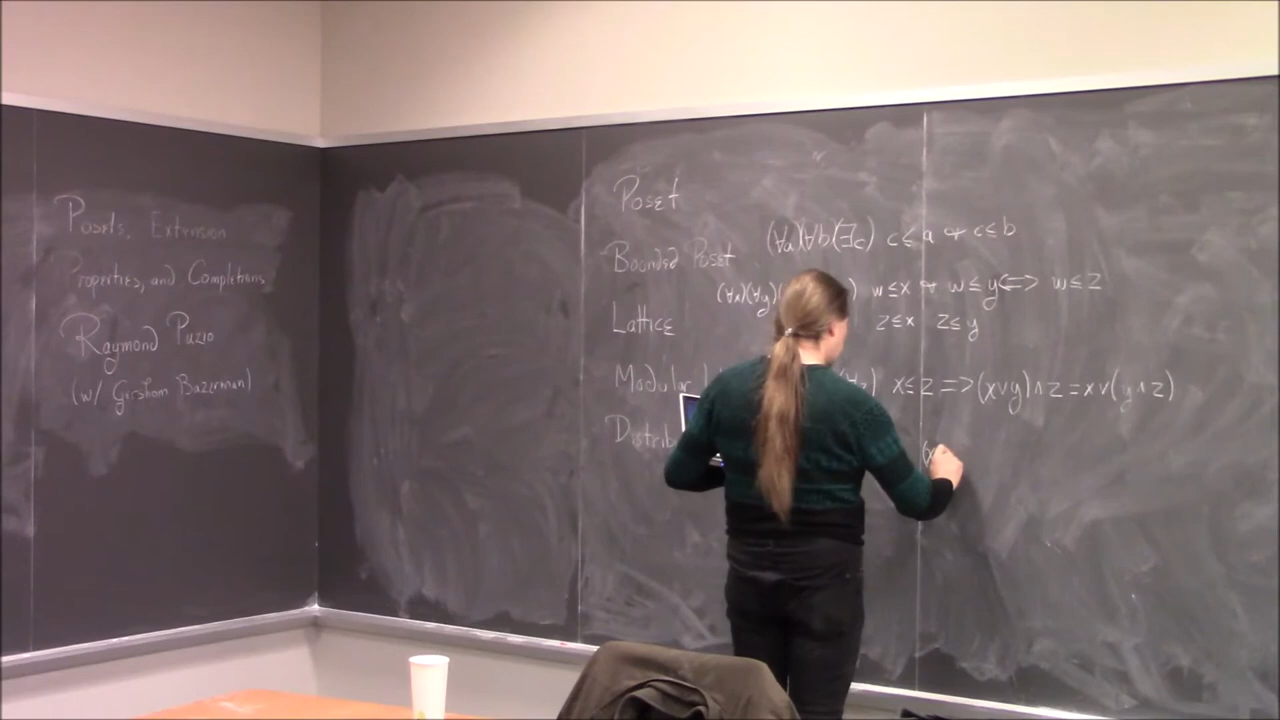 Posets, Extension
Properties, and Completions
Raymond Puzio
(w/ Gershom Bazerman)
Poset
Bounded Poset (∀a)(∀b)(∃c) c≤a & c≤b
(∀x)(∀y) ) w≤x & w≤y <=> w≤z
Lattice z≤x z≤y
Modular x≤z => (x∨y)∧z = x∨(y∧z)
Distrib (x